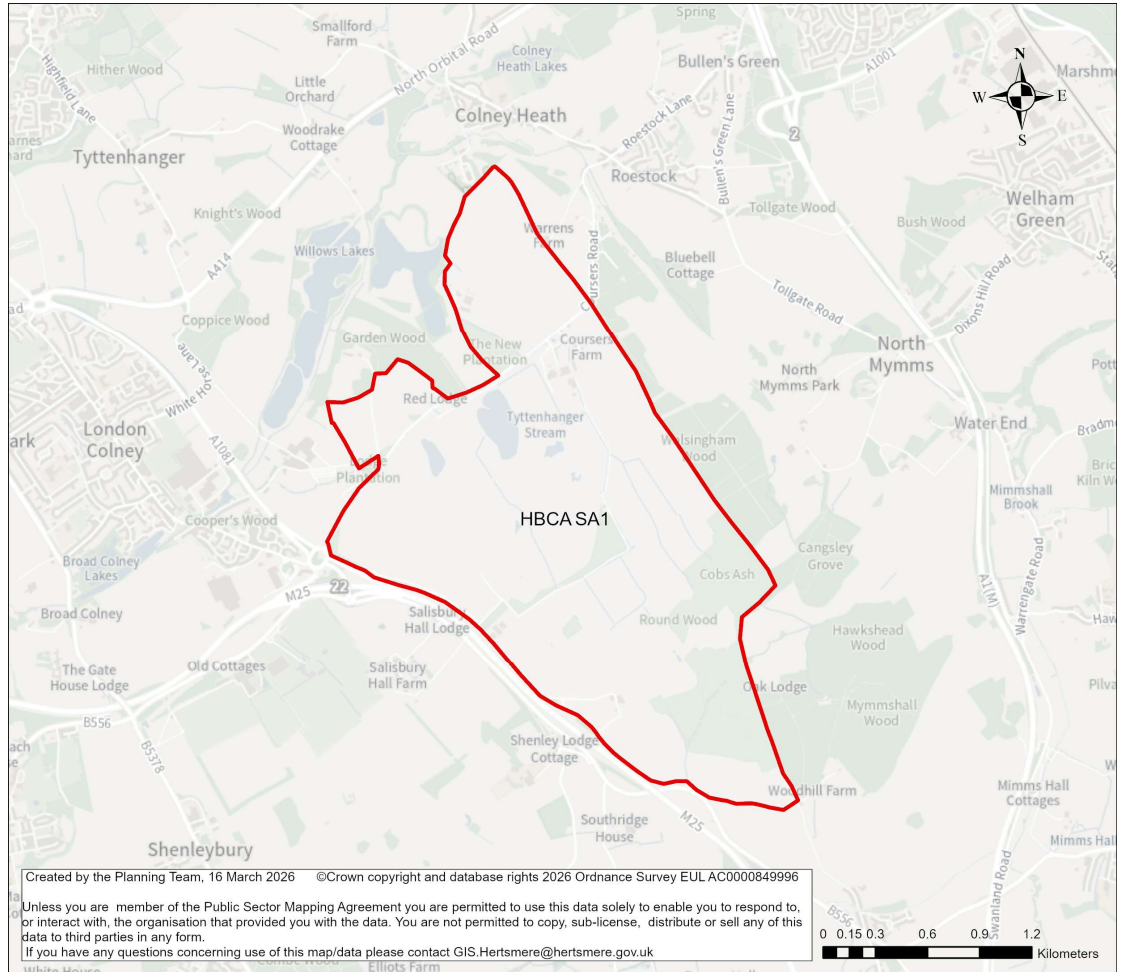 Spring
Smallford
Farm
North Orbital Road
Colney
Heath Lakes
Bullen's Green
A1001
Hither Wood
Highfield Lane
Little
Orchard
N
W
E
S
Colney Heath
Roestock Lane
Woodrake
Cottage
2
Tyttenhanger
Roestock
Bullen's Green Lane
Welham
Green
Knight's Wood
Tollgate Wood
Bush Wood
Warrens
Farm
Willows Lakes
A414
Coursers Road
Bluebell
Cottage
Dixons Hill Road
Tollgate Road
Coppice Wood
Garden Wood
The New
Plantation
Coursers
Farm
North
Mymms
North
Mymms Park
Red Lodge
Tyttenhanger
Stream
Water End
London
Colney
A1081
Walsingham
Wood
Lodge
Plantation
Mimmshall
Brook
HBCA SA1
Cooper's Wood
Cangsley
Grove
Broad Colney
Lakes
22
M25
Cobs Ash
A1(M)
Warrengate Road
Broad Colney
Salisbury
Hall Lodge
Round Wood
Hawkshead
Wood
The Gate
House Lodge
Old Cottages
Salisbury
Hall Farm
Oak Lodge
Mymmshall
Wood
B556
B5378
Shenley Lodge
Cottage
Woodhill Farm
Mimms Hall
Cottages
Southridge
House
M25
Shenleybury
Swanland Road
B556
Created by the Planning Team, 16 March 2026 ©Crown copyright and database rights 2026 Ordnance Survey EUL AC0000849996
Unless you are member of the Public Sector Mapping Agreement you are permitted to use this data solely to enable you to respond to,
or interact with, the organisation that provided you with the data. You are not permitted to copy, sub-license, distribute or sell any of this
data to third parties in any form.
If you have any questions concerning use of this map/data please contact GIS.Hertsmere@hertsmere.gov.uk
0 0.15 0.3 0.6 0.9 1.2
Kilometers
White House
Elliotts Farm